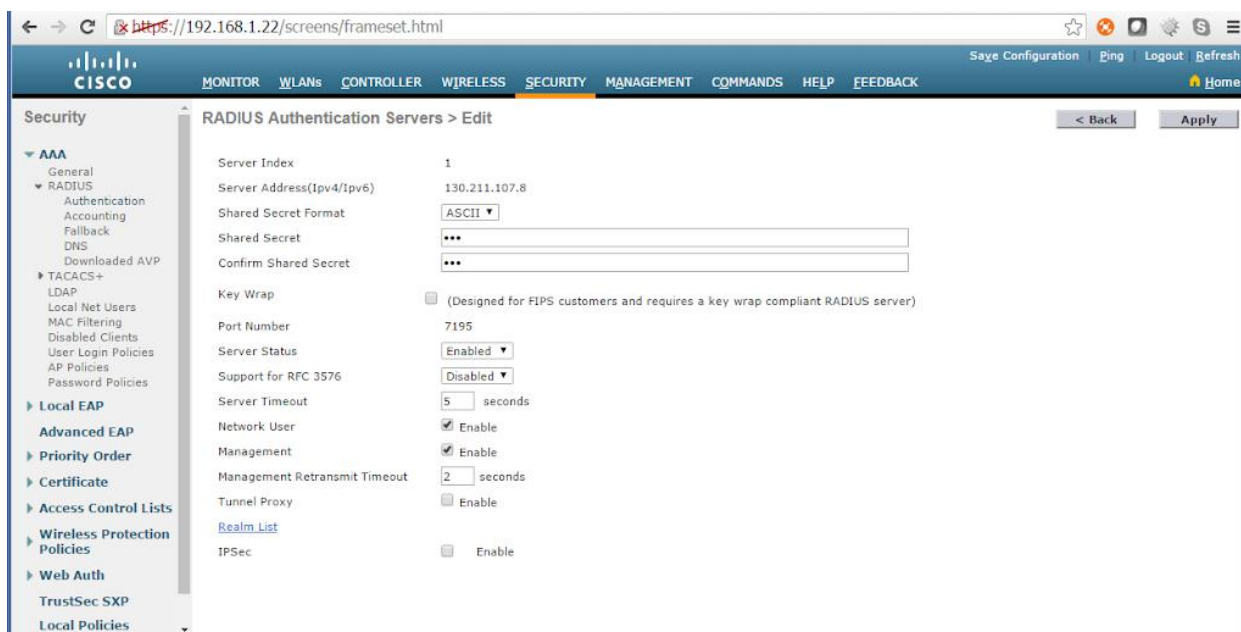 https://192.168.1.22/screens/frameset.html
Save Configuration Ping Logout Refresh
CISCO
MONITOR WLANs CONTROLLER WIRELESS SECURITY MANAGEMENT COMMANDS HELP FEEDBACK
Home
Security
AAA
General
RADIUS
Authentication
Accounting
Fallback
DNS
Downloaded AVP
TACACS+
LDAP
Local Net Users
MAC Filtering
Disabled Clients
User Login Policies
AP Policies
Password Policies
Local EAP
Advanced EAP
Priority Order
Certificate
Access Control Lists
Wireless Protection
Policies
Web Auth
TrustSec SXP
Local Policies
RADIUS Authentication Servers > Edit
< Back Apply
Server Index 1
Server Address(Ipv4/Ipv6) 130.211.107.8
Shared Secret Format ASCII
Shared Secret •••
Confirm Shared Secret •••
Key Wrap (Designed for FIPS customers and requires a key wrap compliant RADIUS server)
Port Number 7195
Server Status Enabled
Support for RFC 3576 Disabled
Server Timeout 5 seconds
Network User Enable
Management Enable
Management Retransmit Timeout 2 seconds
Tunnel Proxy Enable
Realm List
IPSec Enable